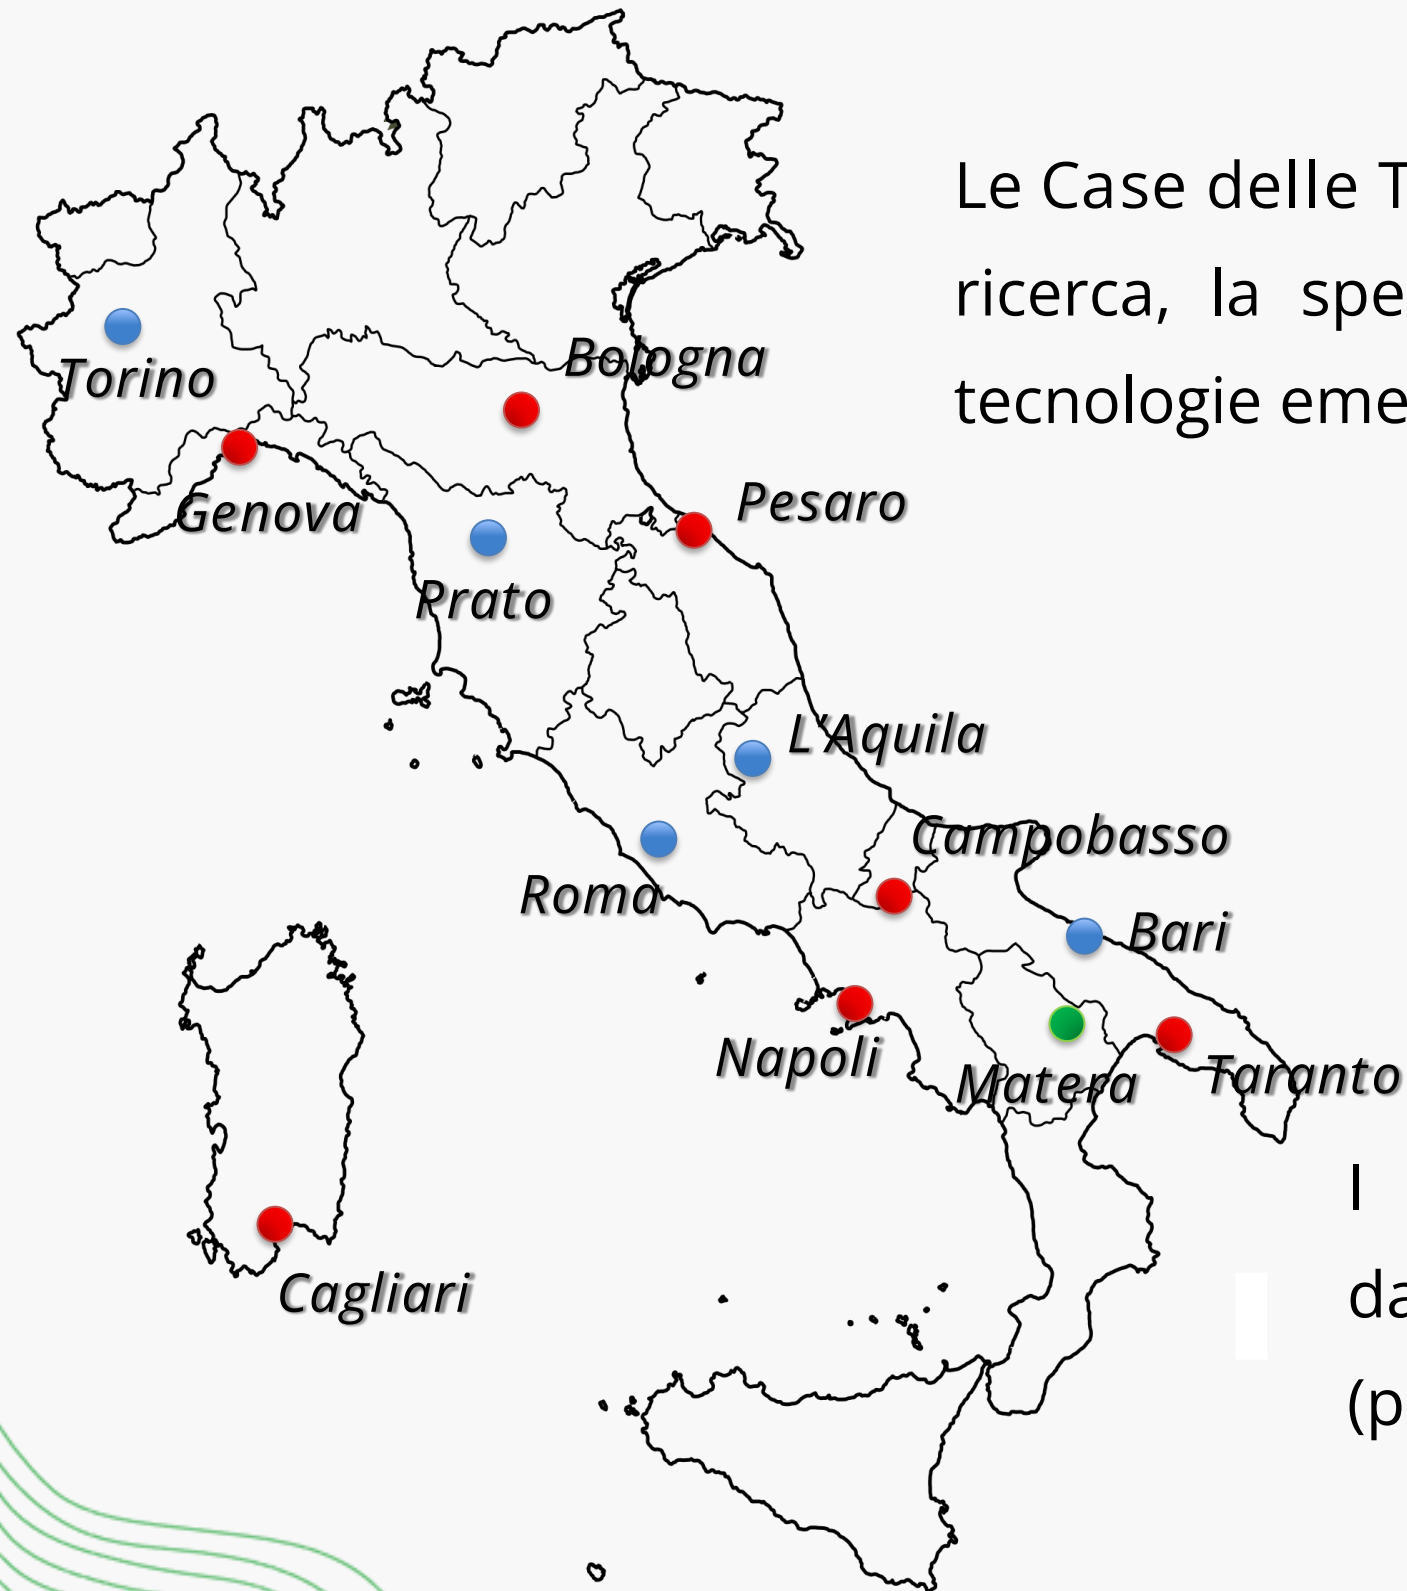 Le Case delle T
ricerca, la spe
tecnologie eme
Bologna
Torino
Pesaro
Genova
Prato
L'Aquila
Campobasso
Roma
Bari
Napoli
Matera
Taranto
I
da
(p
Cagliari